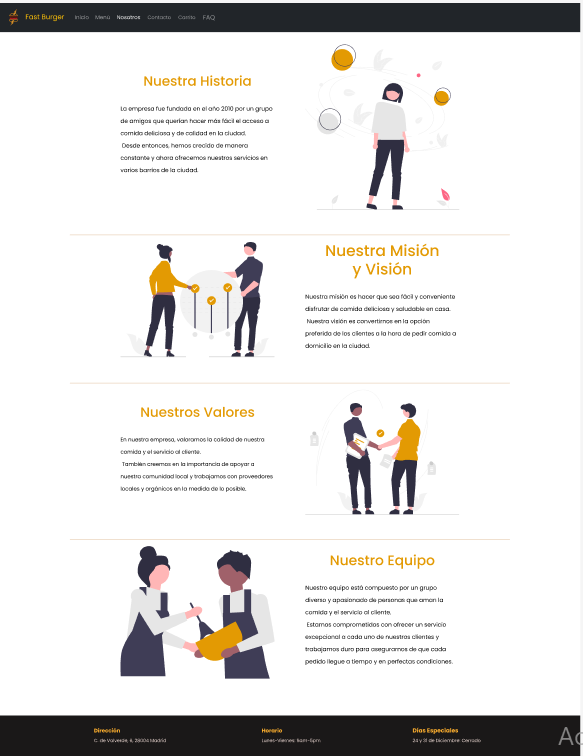 Fast Burger Inicio Menú Nosotros Contacto Carrito F&Q
Nuestra Historia
La empresa fue fundada en el año 2010 por un grupo
de amigos que querían hacer más fácil el acceso a
comida deliciosa y de calidad en la ciudad.
Desde entonces, hemos crecido de manera
constante y ahora ofrecemos nuestros servicios en
varios barrios de la ciudad.
Nuestra Misión
y Visión
Nuestra misión es hacer que sea fácil y conveniente
disfrutar de comida deliciosa y saludable en casa.
Nuestra visión es convertirnos en la opción
preferida de los clientes a la hora de pedir comida a
domicilio en la ciudad.
Nuestros Valores
En nuestra empresa, valoramos la calidad de nuestra
comida y el servicio al cliente.
También creemos en la importancia de apoyar a
nuestra comunidad local y trabajamos con proveedores
locales y orgánicos en la medida de lo posible.
Nuestro Equipo
Nuestro equipo está compuesto por un grupo
diverso y apasionado de personas que aman la
comida y el servicio al cliente.
Estamos comprometidos con ofrecer un servicio
excepcional a cada uno de nuestros clientes y
trabajamos duro para asegurarnos de que cada
pedido llegue a tiempo y en perfectas condiciones.
Dirección
C. de Valverde, 6, 28004 Madrid
Horario
Lunes-Viernes: 9am-5pm
Días Especiales
24 y 31 de Diciembre: Cerrado